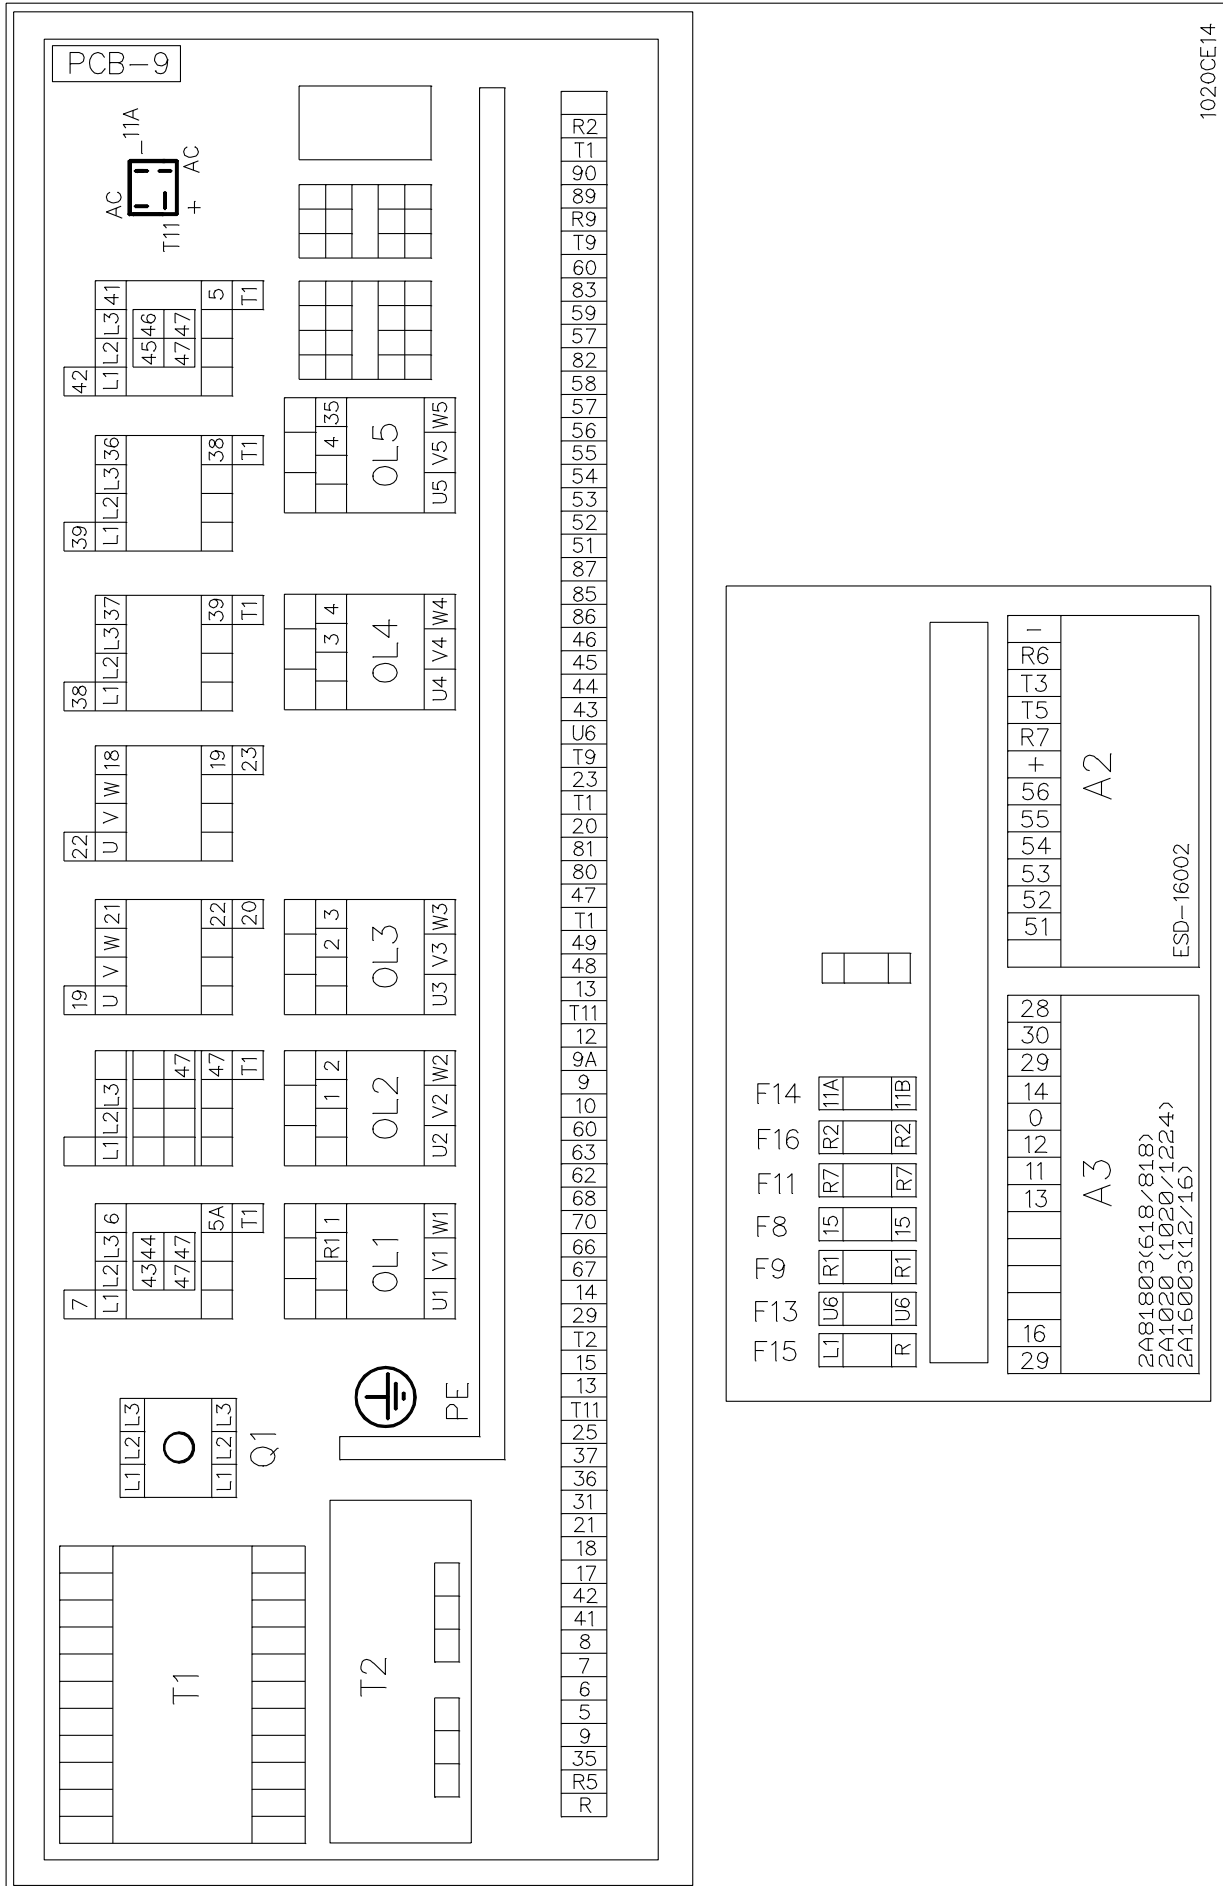 PCB-9
1020CE14
AC
-
11A
T11
+
AC
42
L1 L2 L3 41
45 46
47 47
5
T1
39
L1 L2 L3 36
38
T1
38
L1 L2 L3 37
39
T1
22
U V W 18
19
23
19
U V W 21
22
20
L1 L2 L3
47
47
T1
7
L1 L2 L3 6
43 44
47 47
5A
T1
4 35
OL5
U5 V5 W5
3 4
OL4
U4 V4 W4
2 3
OL3
U3 V3 W3
1 2
OL2
U2 V2 W2
R1 1
OL1
U1 V1 W1
L1 L2 L3
L1 L2 L3
Q1
PE
T1
T2
R2
T1
90
89
R9
T9
60
83
59
57
82
58
57
56
55
54
53
52
51
87
85
86
46
45
44
43
U6
T9
23
T1
20
81
80
47
T1
49
48
13
T11
12
9A
9
10
60
63
62
68
70
66
67
14
29
T2
15
13
T11
25
37
36
31
21
18
17
42
41
8
7
6
5
9
35
R5
R
F14 11A 11B
F16 R2 R2
F11 R7 R7
F8 15 15
F9 R1 R1
F13 U6 U6
F15 L1 R
-
R6
T3
T5
R7
+
56
55
54
53
52
51
A2
ESD-16002
28
30
29
14
0
12
11
13
16
29
A3
2A81803(618/818)
2A1020 (1020/1224)
2A16003(12/16)